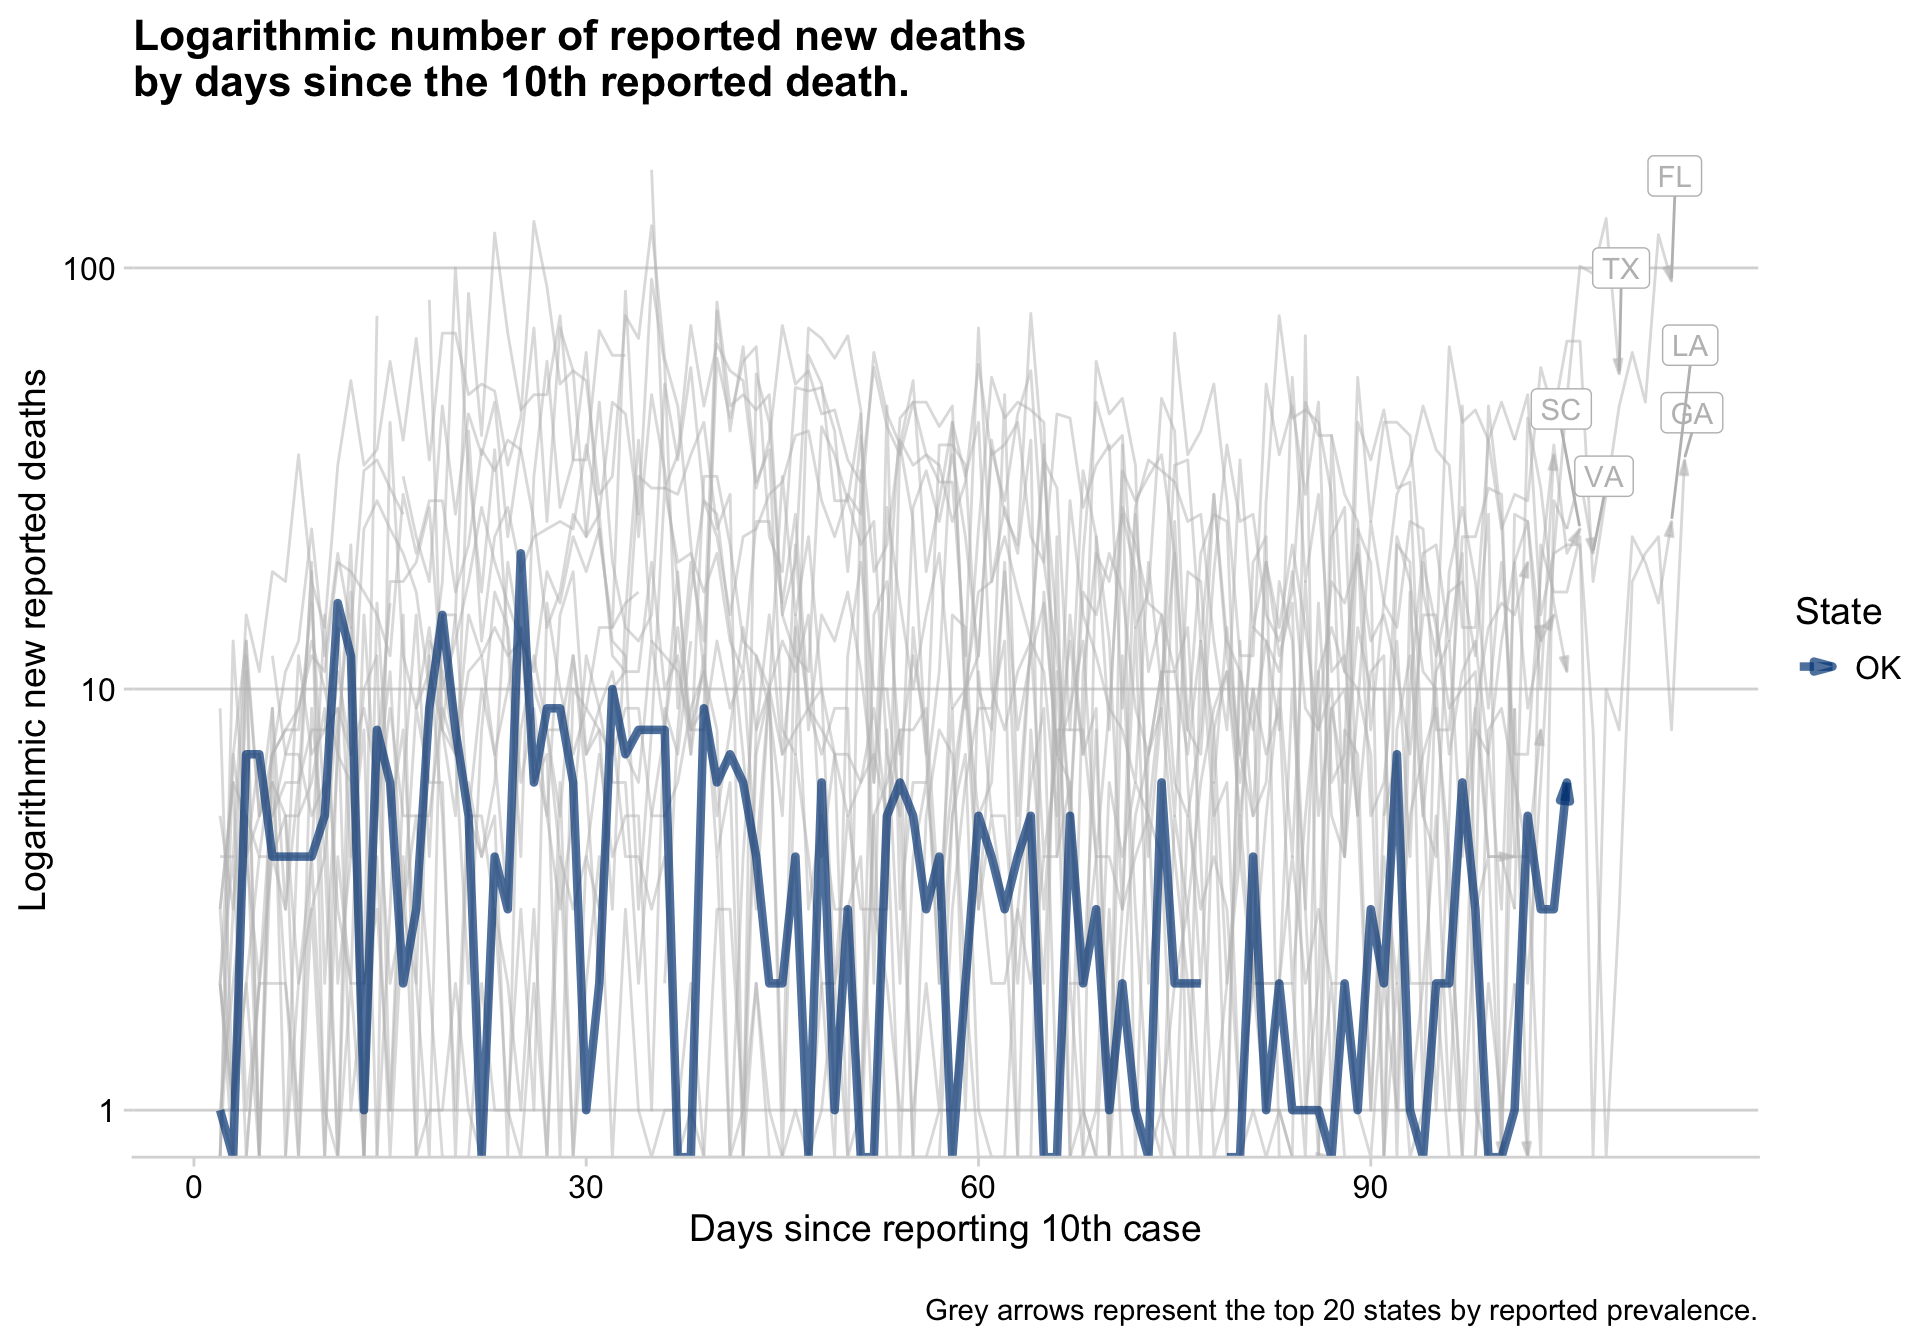 Logarithmic number of reported new deaths
by days since the 10th reported death.
Logarithmic new reported deaths
100
10
1
FL
TX
LA
SC
GA
VA
State
OK
0
30
60
90
Days since reporting 10th case
Grey arrows represent the top 20 states by reported prevalence.